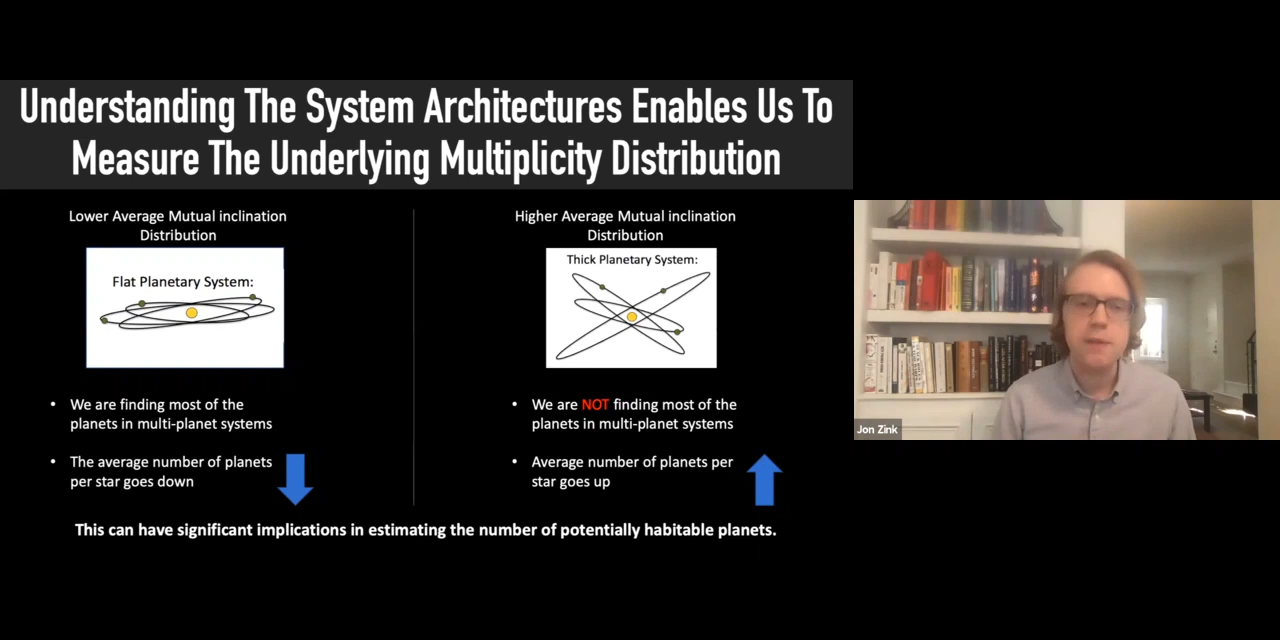 Understanding The System Architectures Enables Us To
Measure The Underlying Multiplicity Distribution
Lower Average Mutual inclination
Distribution
Flat Planetary System:
• We are finding most of the
planets in multi-planet systems
• The average number of planets
per star goes down
Higher Average Mutual inclination
Distribution
Thick Planetary System:
• We are NOT finding most of the
planets in multi-planet systems
• Average number of planets per
star goes up
This can have significant implications in estimating the number of potentially habitable planets.
Jon Zink